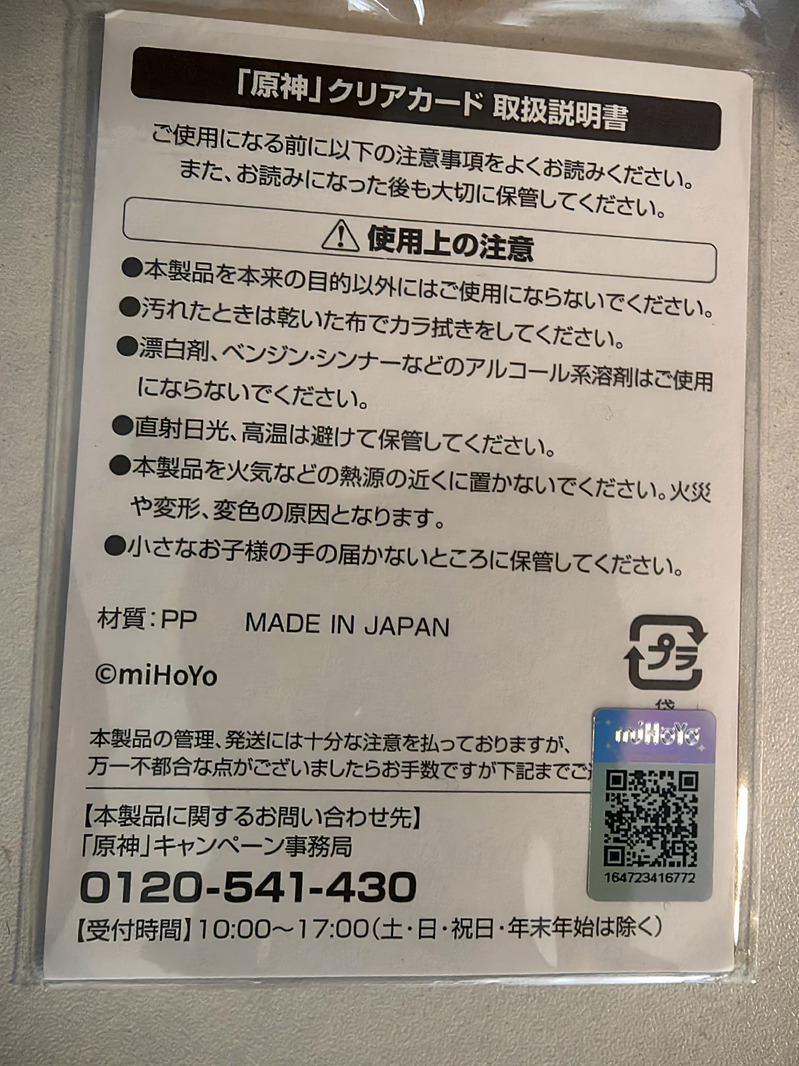 「原神」クリアカード 取扱説明書
ご使用になる前に以下の注意事項をよくお読みください。
また、お読みになった後も大切に保管してください。
使用上の注意
●本製品を本来の目的以外にはご使用にならないでください。
●汚れたときは乾いた布でカラ拭きをしてください。
●漂白剤、ベンジン・シンナーなどのアルコール系溶剤はご使用
にならないでください。
●直射日光、高温は避けて保管してください。
●本製品を火気などの熱源の近くに置かないでください。火災
や変形、変色の原因となります。
●小さなお子様の手の届かないところに保管してください。
材質：PP MADE IN JAPAN
プラ
©miHoYo
袋
miHoYo
本製品の管理、発送には十分な注意を払っておりますが、
万一不都合な点がございましたらお手数ですが下記までご
【本製品に関するお問い合わせ先】
「原神」キャンペーン事務局
164723416772
0120-541-430
【受付時間】10:00〜17:00（土・日・祝日・年末年始は除く）